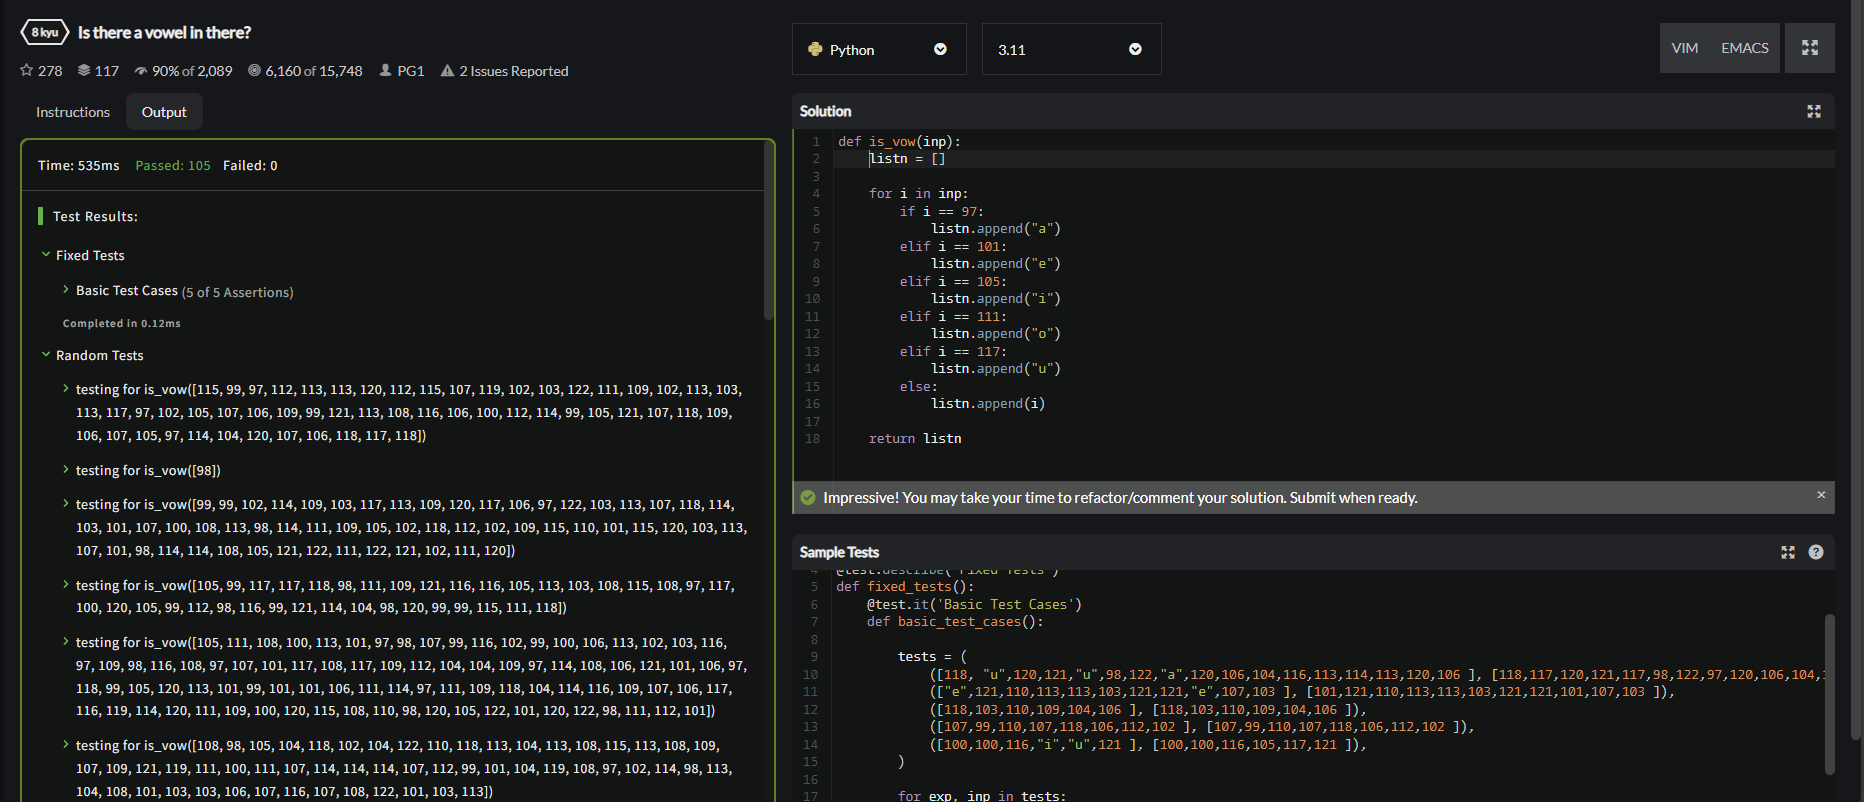 8 kyu Is there a vowel in there?
278 117 90% of 2,089 6,160 of 15,748 PG1 2 Issues Reported
Instructions Output
Time: 535ms Passed: 105 Failed: 0
Test Results:
Fixed Tests
Basic Test Cases (5 of 5 Assertions)
Completed in 0.12ms
Random Tests
testing for is_vow([115, 99, 97, 112, 113, 113, 120, 112, 115, 107, 119, 102, 103, 122, 111, 109, 102, 113, 103,
113, 117, 97, 102, 105, 107, 106, 109, 99, 121, 113, 108, 116, 106, 100, 112, 114, 99, 105, 121, 107, 118, 109,
106, 107, 105, 97, 114, 104, 120, 107, 106, 118, 117, 118])
testing for is_vow([98])
testing for is_vow([99, 99, 102, 114, 109, 103, 117, 113, 109, 120, 117, 106, 97, 122, 103, 113, 107, 118, 114,
103, 101, 107, 100, 108, 113, 98, 114, 111, 109, 105, 102, 118, 112, 102, 109, 115, 110, 101, 115, 120, 103, 113,
107, 101, 98, 114, 114, 108, 105, 121, 122, 111, 122, 121, 102, 111, 120])
testing for is_vow([105, 99, 117, 117, 118, 98, 111, 109, 121, 116, 116, 105, 113, 103, 108, 115, 108, 97, 117,
100, 120, 105, 99, 112, 98, 116, 99, 121, 114, 104, 98, 120, 99, 99, 115, 111, 118])
testing for is_vow([105, 111, 108, 100, 113, 101, 97, 98, 107, 99, 116, 102, 99, 100, 106, 113, 102, 103, 116,
97, 109, 98, 116, 108, 97, 107, 101, 117, 108, 117, 109, 112, 104, 104, 109, 97, 114, 108, 106, 121, 101, 106, 97,
118, 99, 105, 120, 113, 101, 99, 101, 101, 106, 111, 114, 97, 111, 109, 118, 104, 114, 116, 109, 107, 106, 117,
116, 119, 114, 120, 111, 109, 100, 120, 115, 108, 110, 98, 120, 105, 122, 101, 120, 122, 98, 111, 112, 101])
testing for is_vow([108, 98, 105, 104, 118, 102, 104, 122, 110, 118, 113, 104, 113, 108, 115, 113, 108, 109,
107, 109, 121, 119, 111, 100, 111, 107, 114, 114, 114, 107, 112, 99, 101, 104, 119, 108, 97, 102, 114, 98, 113,
104, 108, 101, 103, 103, 106, 107, 116, 107, 108, 122, 101, 103, 113])
Python 3.11 VIM EMACS
Solution
1 def is_vow(inp):
2 listn = []
3
4 for i in inp:
5 if i == 97:
6 listn.append("a")
7 elif i == 101:
8 listn.append("e")
9 elif i == 105:
10 listn.append("i")
11 elif i == 111:
12 listn.append("o")
13 elif i == 117:
14 listn.append("u")
15 else:
16 listn.append(i)
17
18 return listn
Impressive! You may take your time to refactor/comment your solution. Submit when ready. ×
Sample Tests ?
4 @test.describe('Fixed Tests')
5 def fixed_tests():
6 @test.it('Basic Test Cases')
7 def basic_test_cases():
8
9 tests = (
10 ([118, "u",120,121,"u",98,122,"a",120,106,104,116,113,114,113,120,106 ], [118,117,120,121,117,98,122,97,120,106,104,
11 (["e",121,110,113,113,103,121,121,"e",107,103 ], [101,121,110,113,113,103,121,121,101,107,103 ]),
12 ([118,103,110,109,104,106 ], [118,103,110,109,104,106 ]),
13 ([107,99,110,107,118,106,112,102 ], [107,99,110,107,118,106,112,102 ]),
14 ([100,100,116,"i","u",121 ], [100,100,116,105,117,121 ]),
15 )
16
17 for exp, inp in tests: